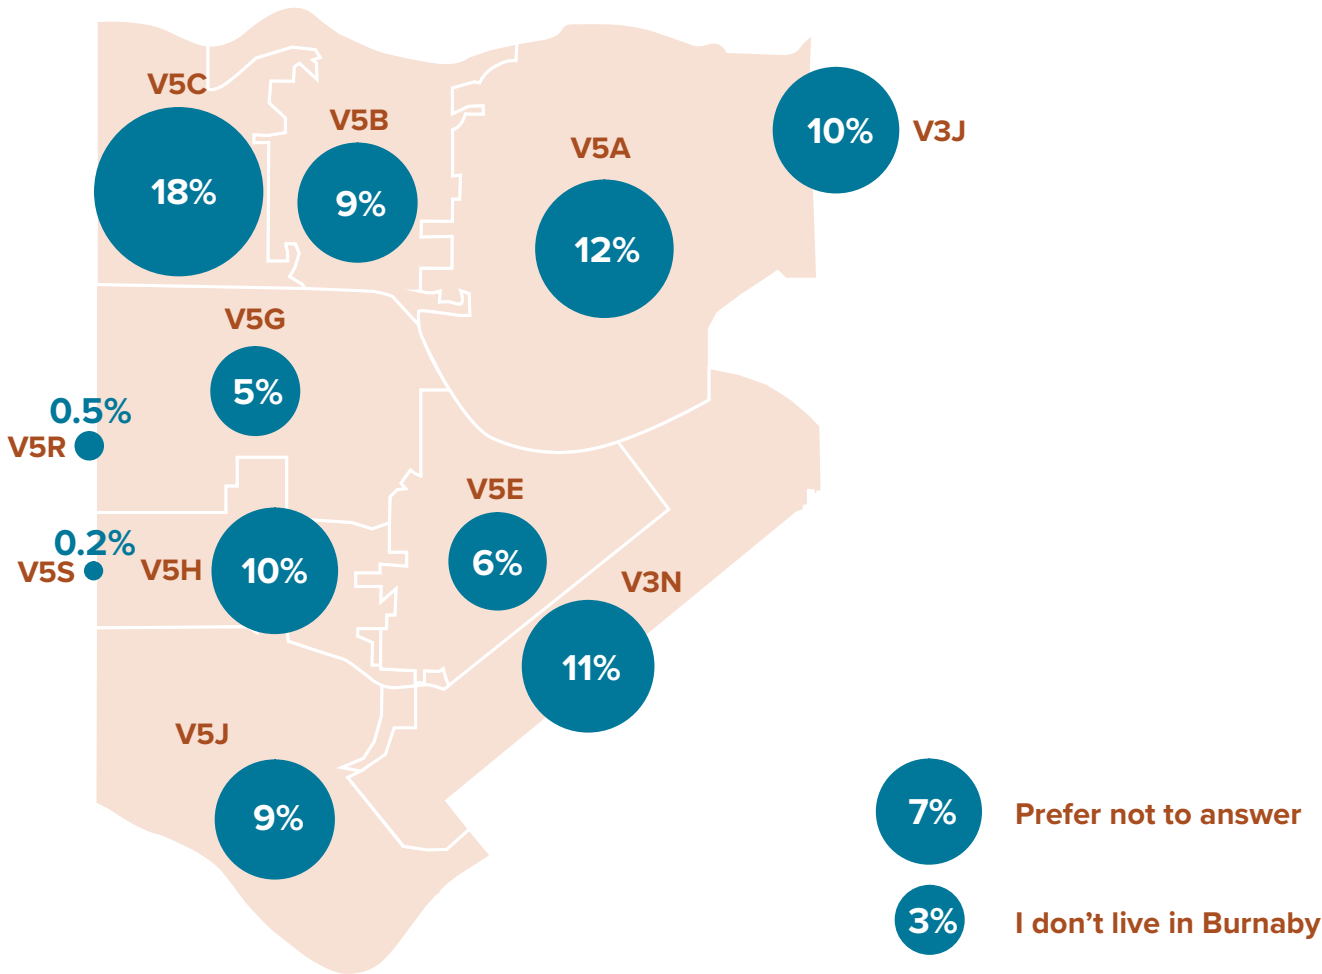 V5C
18%
V5B
9%
V5A
12%
10%
V3J
V5G
5%
0.5%
V5R
V5E
6%
0.2%
V5S
V5H
10%
V3N
11%
V5J
9%
7%
Prefer not to answer
3%
I don’t live in Burnaby